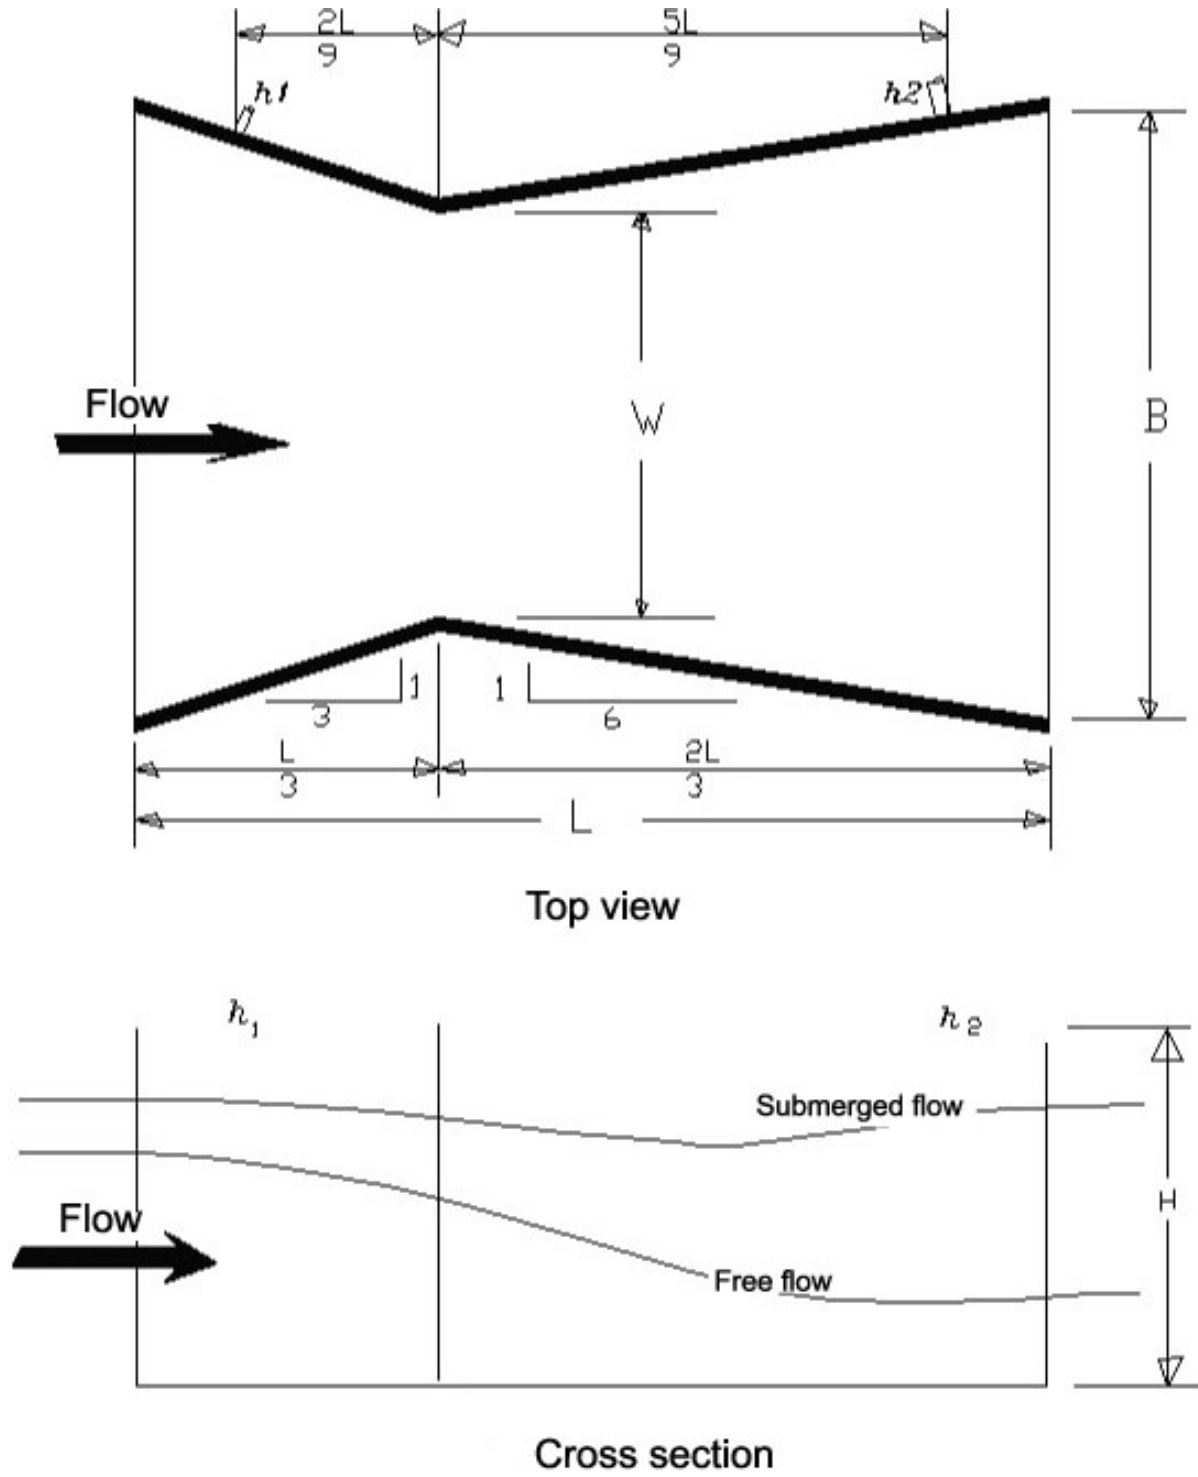 2L
9
5L
9
h1
h2
Flow
W
B
1
3
1
6
L
3
2L
3
L
Top view
h1
h2
Submerged flow
Flow
H
Free flow
Cross section